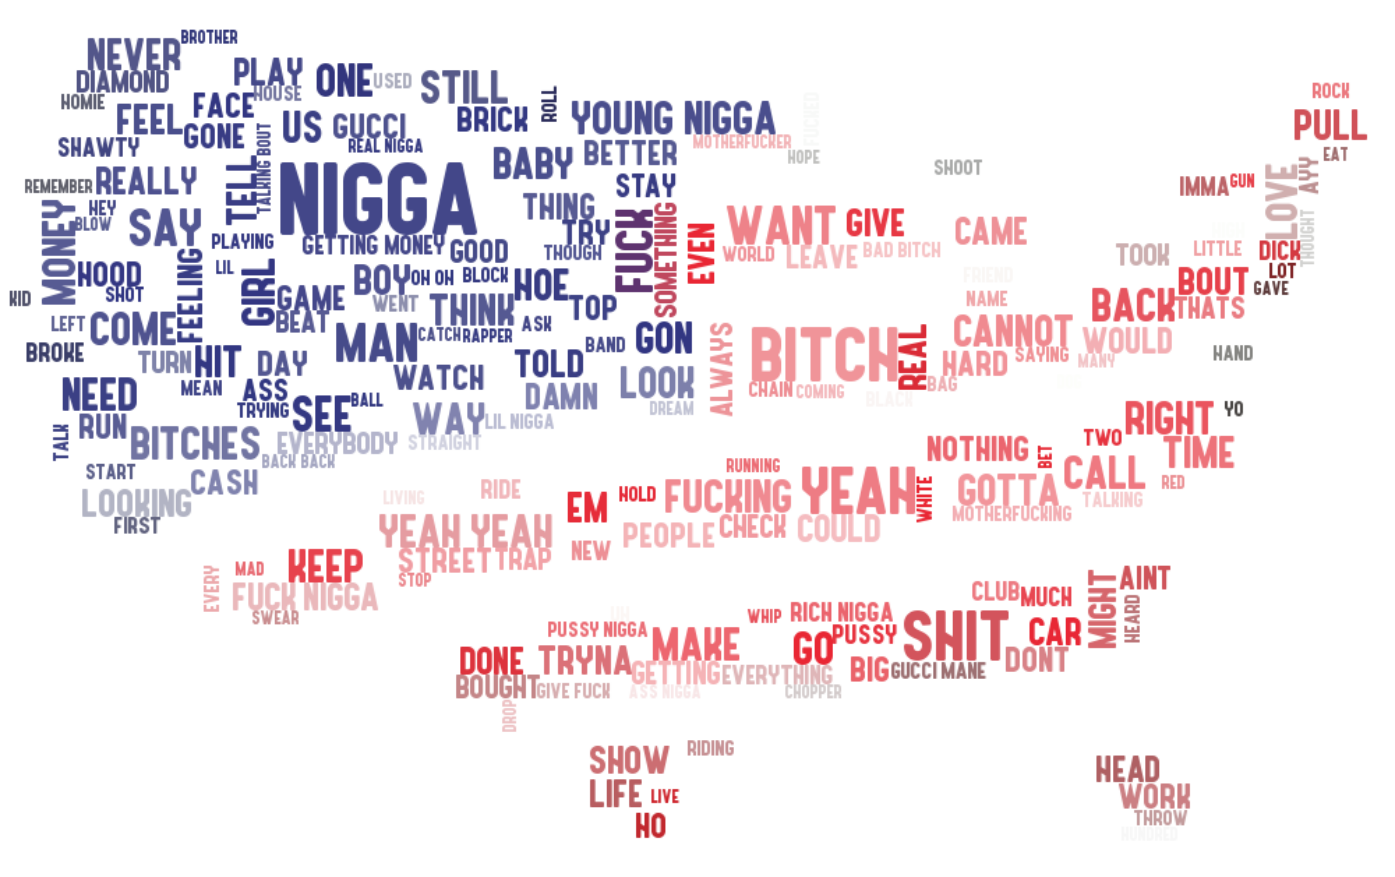 BROTHER
NEVER
DIAMOND
HOMIE
PLAY
HOUSE
ONE
USED
STILL
FACE
FEEL
GONE
SHAWTY
US
GUCCI
REAL NIGGA
BRICK
ROLL
YOUNG NIGGA
MOTHERFUCKER
FUCKED
HOPE
ROCK
PULL
EAT
TALKING BOUT
TELL
NIGGA
BABY
BETTER
STAY
SHOOT
REMEMBER
REALLY
HEY
BLOW
MONEY
SAY
PLAYING
GETTING MONEY
GOOD
THING
TRY
THOUGH
FUCK
SOMETHING
EVEN
WANT
GIVE
WORLD
LEAVE
BAD BITCH
CAME
FRIEND
NAME
IMMA
GUN
LOVE
AYY
THOUGHT
TOOK
LITTLE
DICK
LOT
GAVE
BOUT
BACK
THATS
HOOD
SHOT
KID
LEFT
COME
FEELING
LIL
GIRL
GAME
BEAT
BOY
OH OH
BLOCK
WENT
THINK
HOE
TOP
CATCH
RAPPER
ASK
BAND
GON
MAN
BROKE
TURN
HIT
DAY
MEAN
ASS
TRYING
WATCH
TOLD
DAMN
LOOK
DREAM
ALWAYS
BITCH
REAL
CHAIN
COMING
BLACK
CANNOT
HARD
SAYING
BAG
WOULD
MANY
HAND
NEED
SEE
BALL
WAY
LIL NIGGA
STRAIGHT
TALK
RUN
BITCHES
EVERYBODY
BACK BACK
START
CASH
LOOKING
FIRST
RIGHT
YO
TWO
TIME
NOTHING
BET
CALL
RED
TALKING
GOTTA
MOTHERFUCKING
RUNNING
LIVING
RIDE
EM
HOLD
FUCKING
YEAH
WHITE
CHECK
COULD
PEOPLE
YEAH YEAH
STREET
TRAP
NEW
STOP
EVERY
MAD
KEEP
FUCK NIGGA
SWEAR
CLUB
MUCH
MIGHT
AINT
HEARD
WHIP
RICH NIGGA
PUSSY NIGGA
MAKE
GO
PUSSY
SHIT
CAR
DONE
TRYNA
GETTING
EVERYTHING
BIG
GUCCI MANE
DONT
BOUGHT
GIVE FUCK
ASS NIGGA
CHOPPER
DROP
SHOW
RIDING
LIFE
LIVE
HO
HEAD
WORK
THROW
HUNDRED